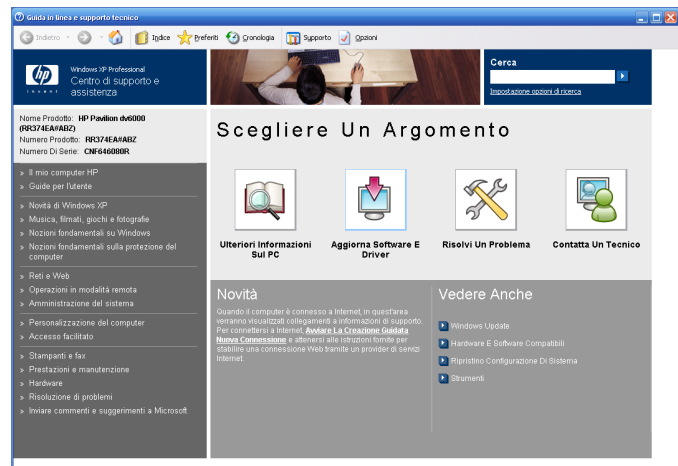 Guida in linea e supporto tecnico
Indietro
Indice
Preferiti
Cronologia
Supporto
Opzioni
hp
invent
Windows XP Professional
Centro di supporto e
assistenza
Cerca
Impostazione opzioni di ricerca
Nome Prodotto: HP Pavilion dv6000
(RR374EA#ABZ)
Numero Prodotto: RR374EA#ABZ
Numero Di Serie: CNF646080R
» Il mio computer HP
» Guide per l'utente
» Novità di Windows XP
» Musica, filmati, giochi e fotografie
» Nozioni fondamentali su Windows
» Nozioni fondamentali sulla protezione del
computer
» Reti e Web
» Operazioni in modalità remota
» Amministrazione del sistema
» Personalizzazione del computer
» Accesso facilitato
» Stampanti e fax
» Prestazioni e manutenzione
» Hardware
» Risoluzione di problemi
» Inviare commenti e suggerimenti a Microsoft
Scegliere Un Argomento
Ulteriori Informazioni
Sul PC
Aggiorna Software E
Driver
Risolvi Un Problema
Contatta Un Tecnico
Novità
Quando il computer è connesso a Internet, in quest'area
verranno visualizzati collegamenti a informazioni di supporto.
Per connettersi a Internet, Avviare La Creazione Guidata
Nuova Connessione e attenersi alle istruzioni fornite per
stabilire una connessione Web tramite un provider di servizi
Internet.
Vedere Anche
Windows Update
Hardware E Software Compatibili
Ripristino Configurazione Di Sistema
Strumenti